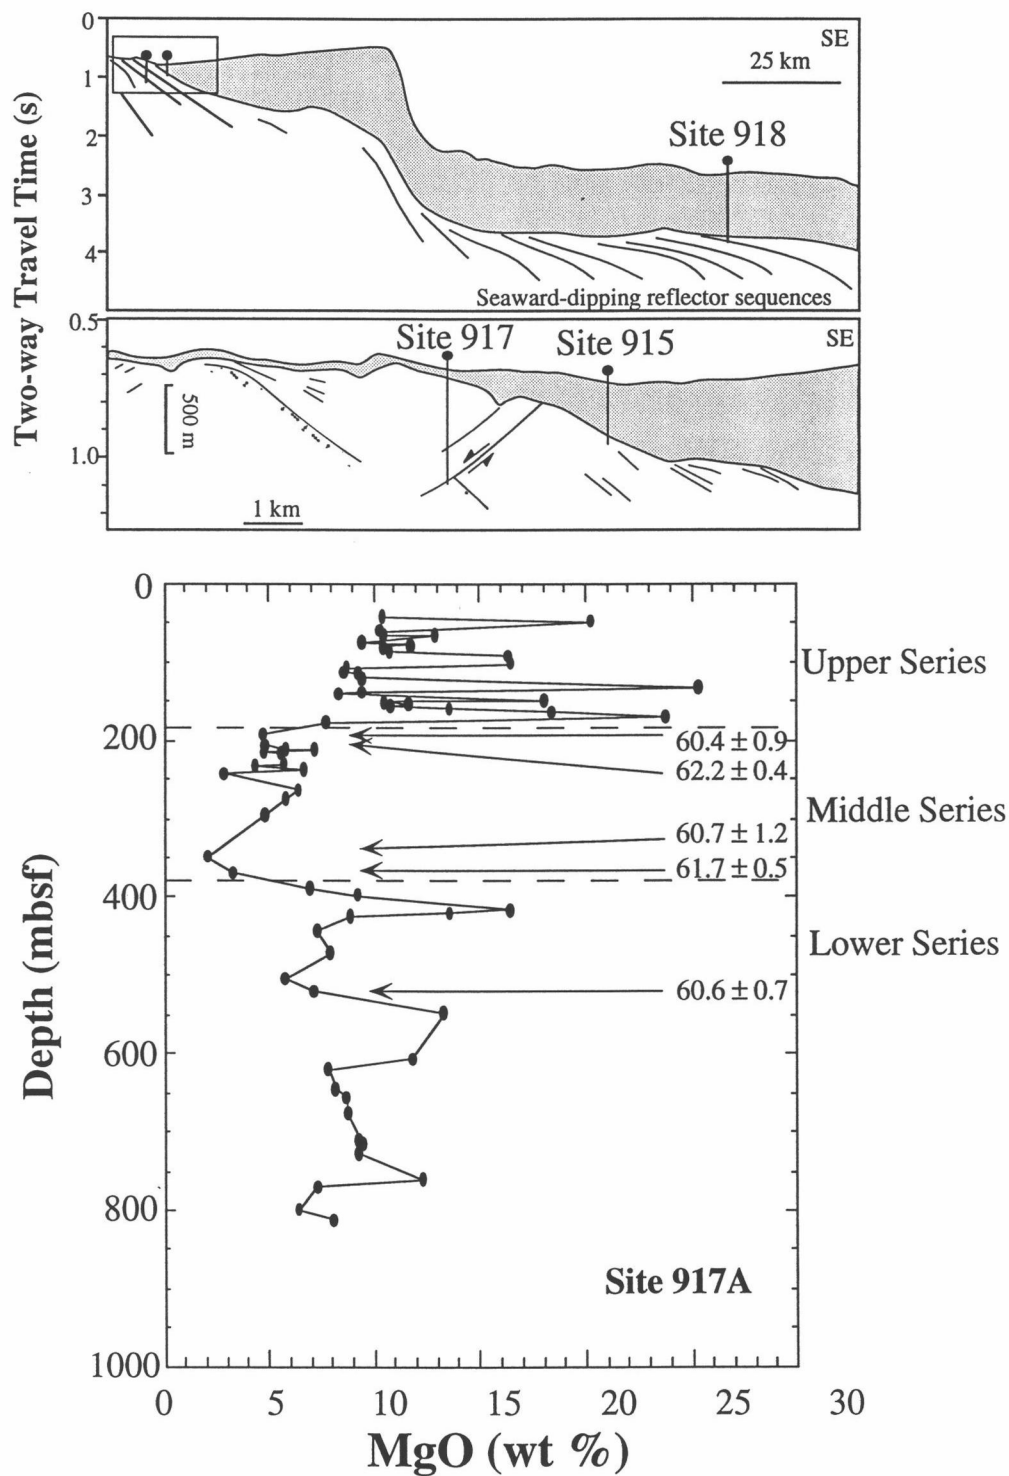 Two-way Travel Time (s)
0
1
2
3
4
SE
25 km
Site 918
Seaward-dipping reflector sequences
0.5
1.0
Site 917
Site 915
SE
500 m
1 km
Depth (mbsf)
0
200
400
600
800
1000
Upper Series
60.4 ± 0.9
62.2 ± 0.4
Middle Series
60.7 ± 1.2
61.7 ± 0.5
Lower Series
60.6 ± 0.7
Site 917A
0 5 10 15 20 25 30
MgO (wt %)